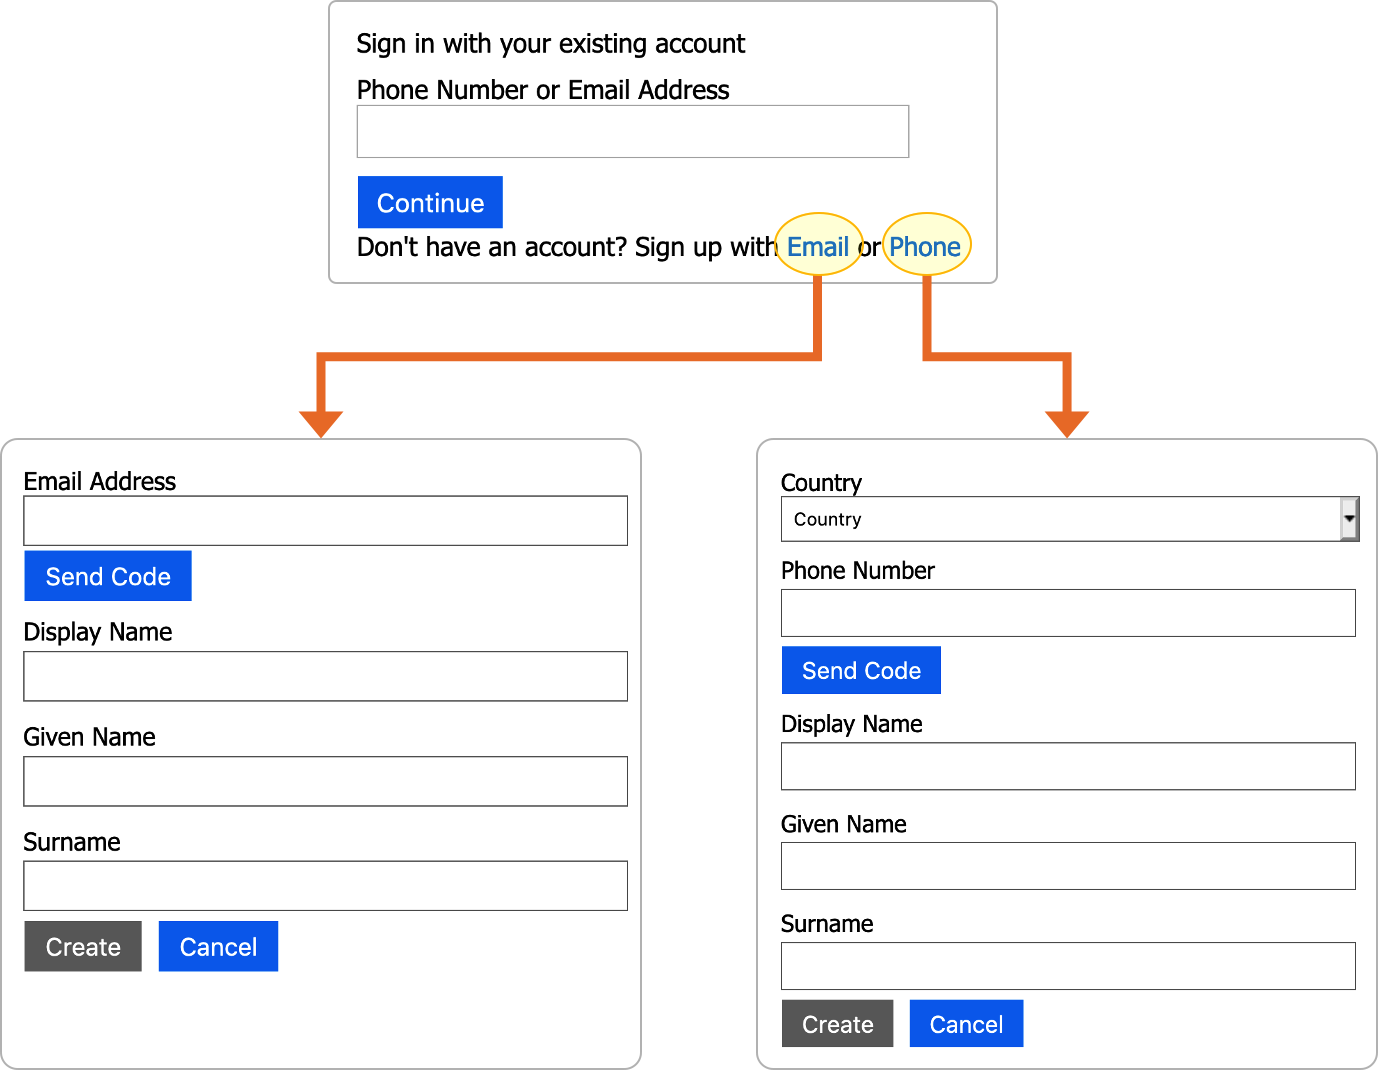 Sign in with your existing account
Phone Number or Email Address
Continue
Don't have an account? Sign up with Email or Phone
Email Address
Send Code
Display Name
Given Name
Surname
Create Cancel
Country
Country
Phone Number
Send Code
Display Name
Given Name
Surname
Create Cancel